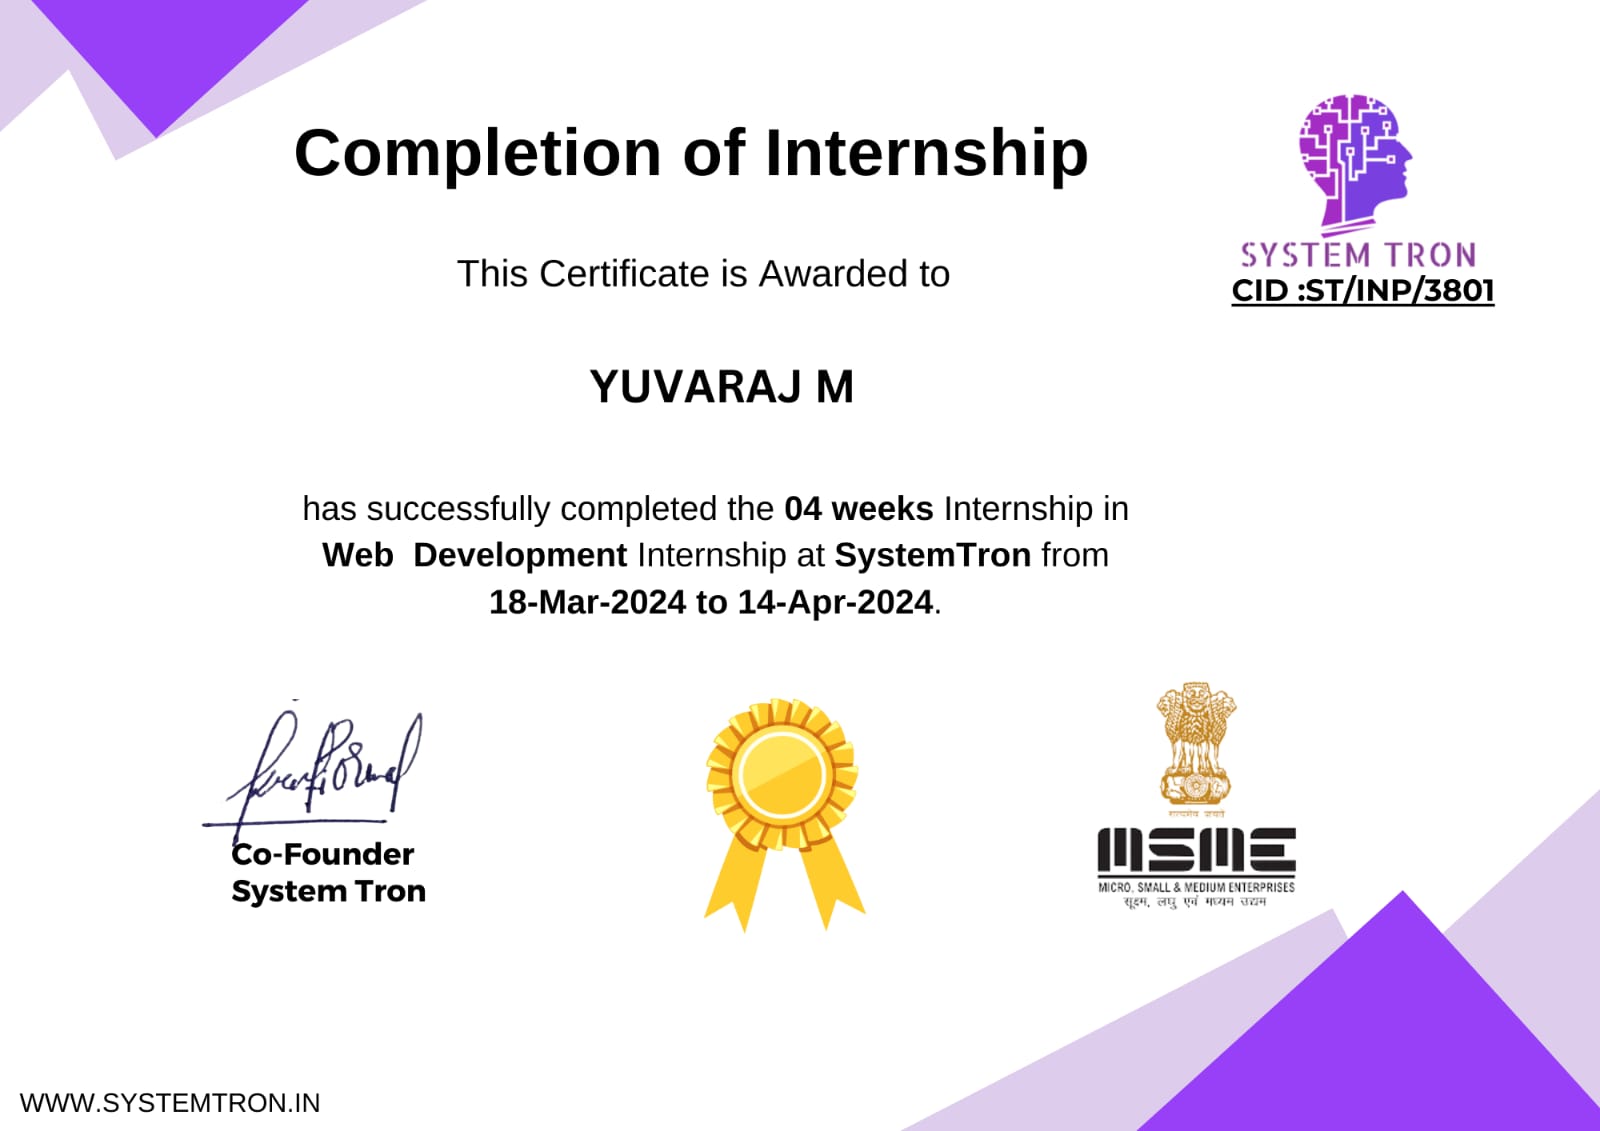 Completion of Internship
SYSTEM TRON
CID :ST/INP/3801
This Certificate is Awarded to
YUVARAJ M
has successfully completed the 04 weeks Internship in
Web Development Internship at SystemTron from
18-Mar-2024 to 14-Apr-2024.
Co-Founder
System Tron
सत्यमेव जयते
MSME
MICRO, SMALL & MEDIUM ENTERPRISES
सूक्ष्म, लघु एवं मध्यम उद्यम
WWW.SYSTEMTRON.IN